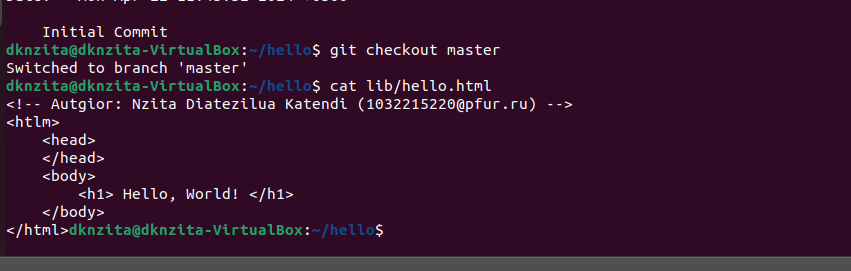 Initial Commit
dknzita@dknzita-VirtualBox:~/hello$ git checkout master
Switched to branch 'master'
dknzita@dknzita-VirtualBox:~/hello$ cat lib/hello.html
<!-- Autgior: Nzita Diatezilua Katendi (1032215220@pfur.ru) -->
<htlm>
    <head>
    </head>
    <body>
        <h1> Hello, World! </h1>
    </body>
</html>dknzita@dknzita-VirtualBox:~/hello$